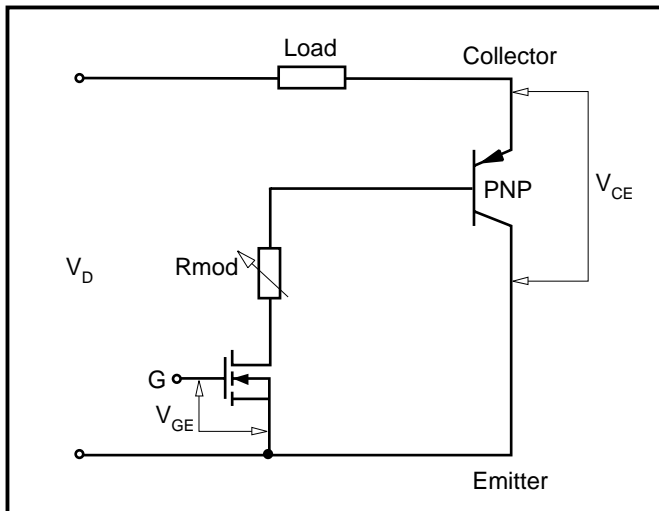 Load
Collector
PNP
V_CE
V_D
Rmod
G
V_GE
Emitter